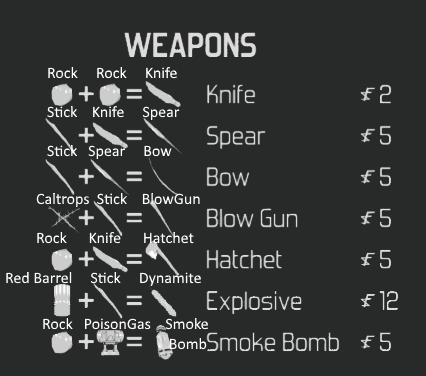 WEAPONS
Rock Rock Knife
+ = Knife ₣ 2
Stick Knife Spear
+ = Spear ₣ 5
Stick Spear Bow
+ = Bow ₣ 5
Caltrops Stick BlowGun
+ = Blow Gun ₣ 5
Rock Knife Hatchet
+ = Hatchet ₣ 5
Red Barrel Stick Dynamite
+ = Explosive ₣ 12
Rock PoisonGas Smoke Bomb
+ = Smoke Bomb ₣ 5